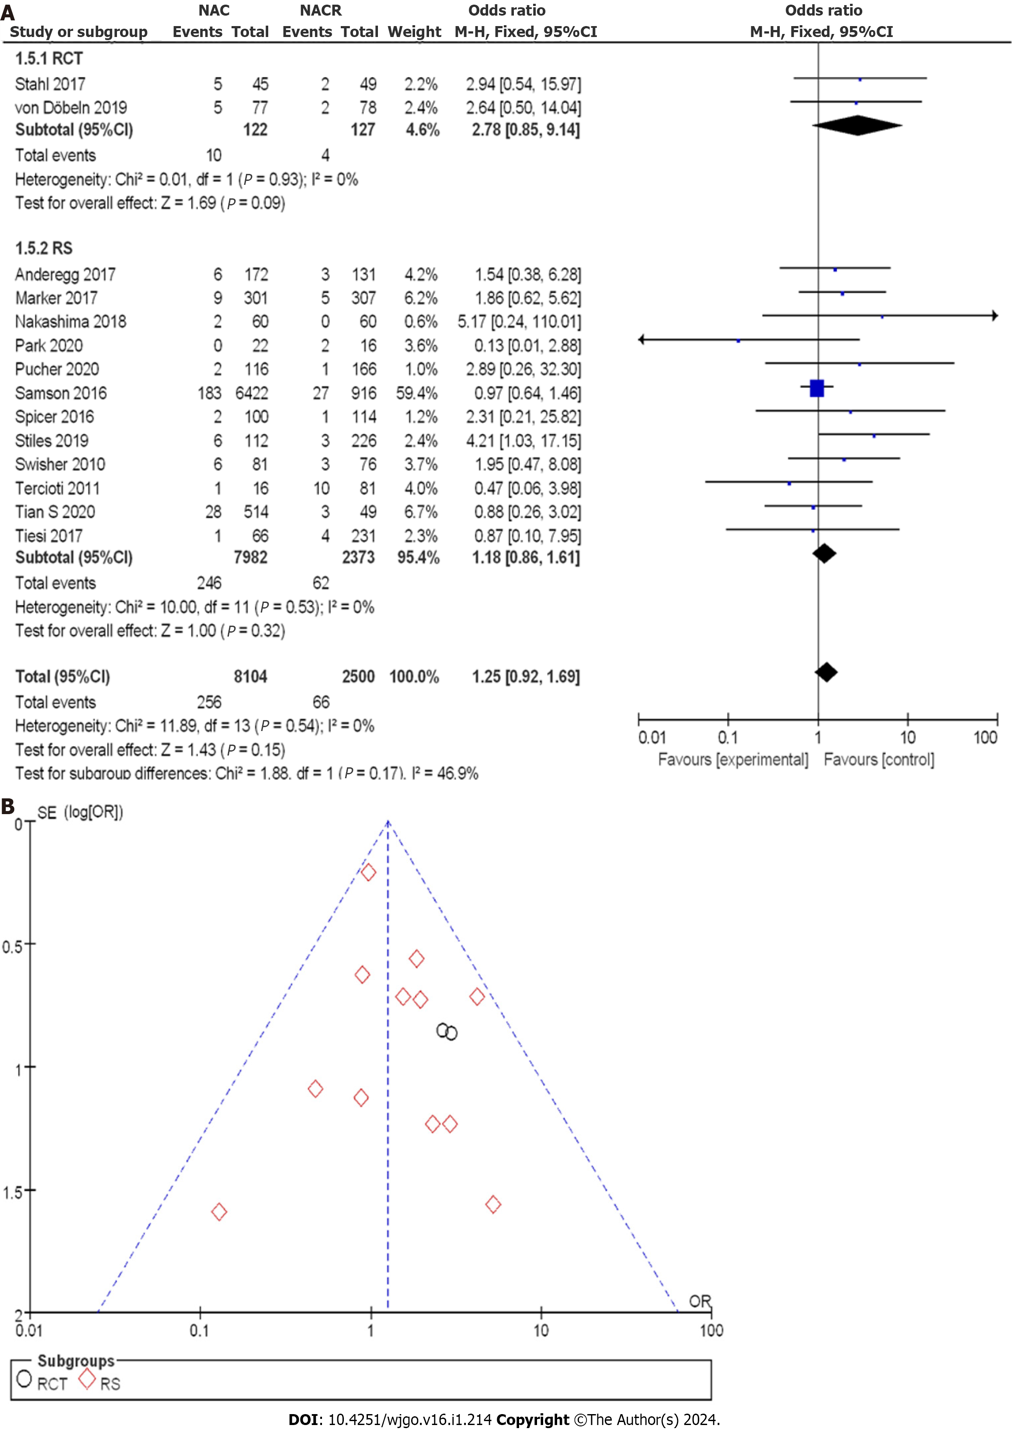 A
NAC NACR Odds ratio Odds ratio
Study or subgroup Events Total Events Total Weight M-H, Fixed, 95%CI M-H, Fixed, 95%CI
1.5.1 RCT
Stahl 2017 5 45 2 49 2.2% 2.94 [0.54, 15.97]
von Döbeln 2019 5 77 2 78 2.4% 2.64 [0.50, 14.04]
Subtotal (95%CI) 122 127 4.6% 2.78 [0.85, 9.14]
Total events 10 4
Heterogeneity: Chi² = 0.01, df = 1 (P = 0.93); I² = 0%
Test for overall effect: Z = 1.69 (P = 0.09)
1.5.2 RS
Anderegg 2017 6 172 3 131 4.2% 1.54 [0.38, 6.28]
Marker 2017 9 301 5 307 6.2% 1.86 [0.62, 5.62]
Nakashima 2018 2 60 0 60 0.6% 5.17 [0.24, 110.01]
Park 2020 0 22 2 16 3.6% 0.13 [0.01, 2.88]
Pucher 2020 2 116 1 166 1.0% 2.89 [0.26, 32.30]
Samson 2016 183 6422 27 916 59.4% 0.97 [0.64, 1.46]
Spicer 2016 2 100 1 114 1.2% 2.31 [0.21, 25.82]
Stiles 2019 6 112 3 226 2.4% 4.21 [1.03, 17.15]
Swisher 2010 6 81 3 76 3.7% 1.95 [0.47, 8.08]
Tercioti 2011 1 16 10 81 4.0% 0.47 [0.06, 3.98]
Tian S 2020 28 514 3 49 6.7% 0.88 [0.26, 3.02]
Tiesi 2017 1 66 4 231 2.3% 0.87 [0.10, 7.95]
Subtotal (95%CI) 7982 2373 95.4% 1.18 [0.86, 1.61]
Total events 246 62
Heterogeneity: Chi² = 10.00, df = 11 (P = 0.53); I² = 0%
Test for overall effect: Z = 1.00 (P = 0.32)
Total (95%CI) 8104 2500 100.0% 1.25 [0.92, 1.69]
Total events 256 66
Heterogeneity: Chi² = 11.89, df = 13 (P = 0.54); I² = 0%
Test for overall effect: Z = 1.43 (P = 0.15)
Test for subgroup differences: Chi² = 1.88, df = 1 (P = 0.17), I² = 46.9%
0.01 0.1 1 10 100
Favours [experimental] Favours [control]
B
SE (log[OR])
0
0.5
1
1.5
2
OR
0.01 0.1 1 10 100
Subgroups
RCT RS
DOI: 10.4251/wjgo.v16.i1.214 Copyright ©The Author(s) 2024.